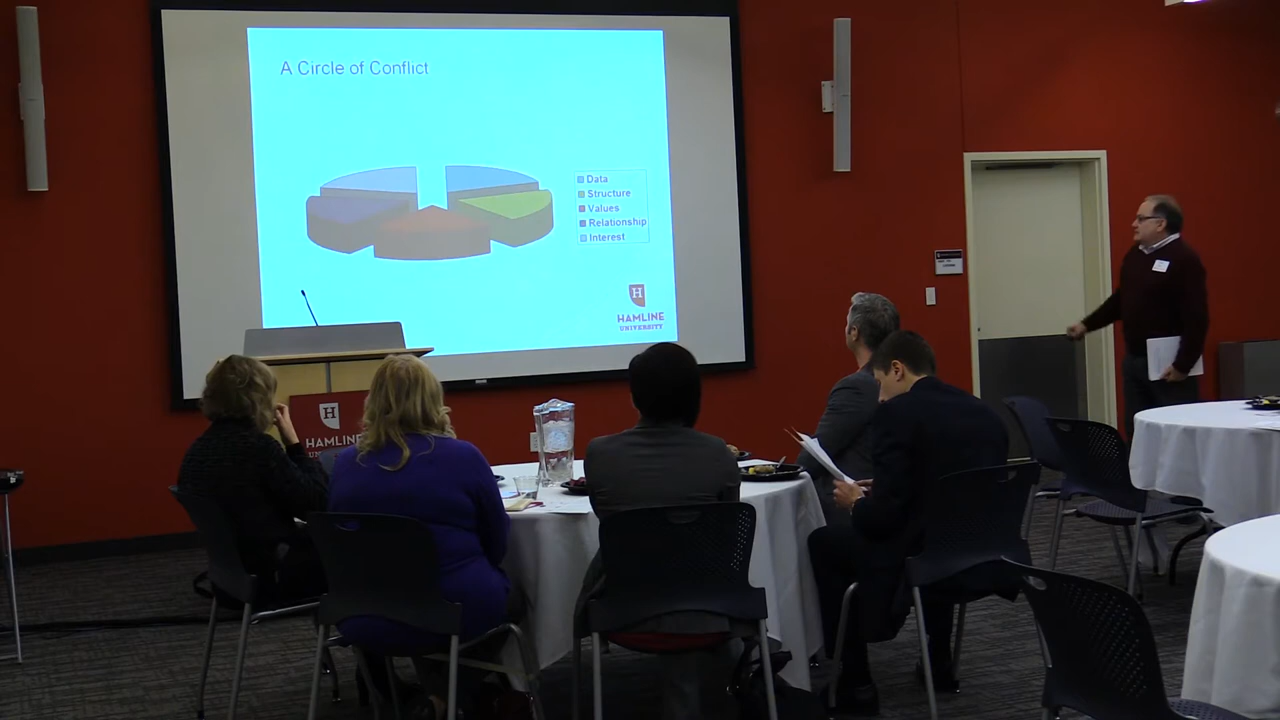 A Circle of Conflict
Data
Structure
Values
Relationship
Interest
H
HAMLINE
UNIVERSITY
H
HAMLINE